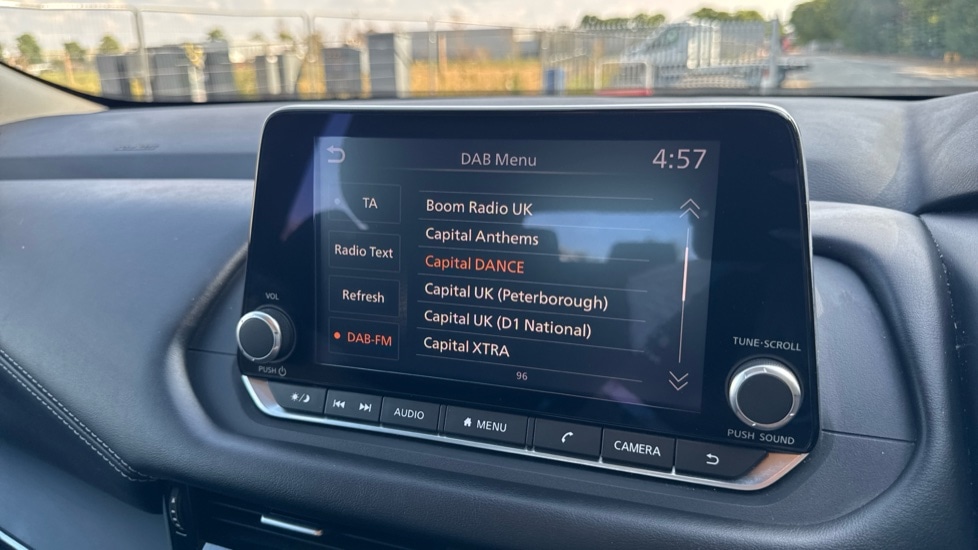 DAB Menu
4:57
TA
Radio Text
Refresh
DAB-FM
Boom Radio UK
Capital Anthems
Capital DANCE
Capital UK (Peterborough)
Capital UK (D1 National)
Capital XTRA
96
VOL
PUSH
TUNE·SCROLL
PUSH SOUND
AUDIO
MENU
CAMERA